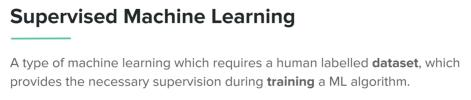 Supervised Machine Learning
A type of machine learning which requires a human labelled dataset, which
provides the necessary supervision during training a ML algorithm.